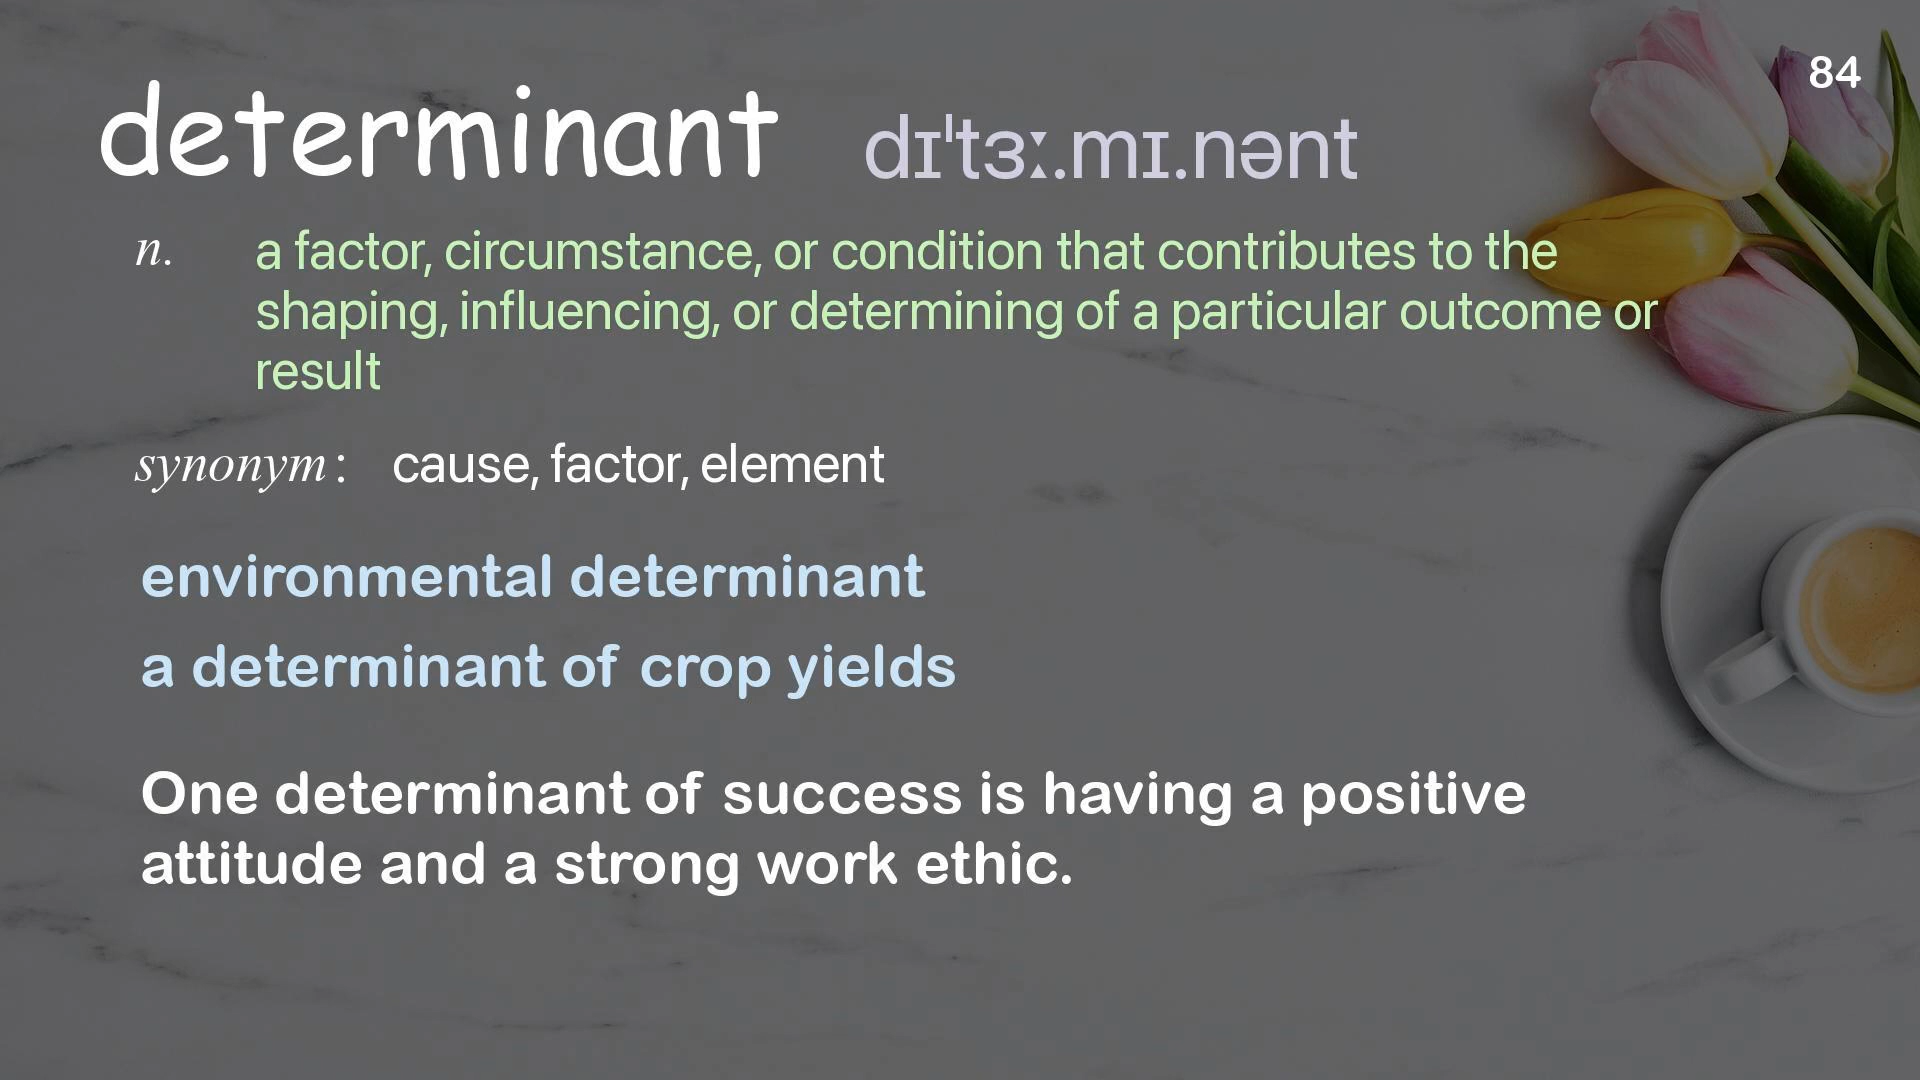 84
determinant dɪˈtɜː.mɪ.nənt
n. a factor, circumstance, or condition that contributes to the
shaping, influencing, or determining of a particular outcome or
result
synonym: cause, factor, element
environmental determinant
a determinant of crop yields
One determinant of success is having a positive
attitude and a strong work ethic.